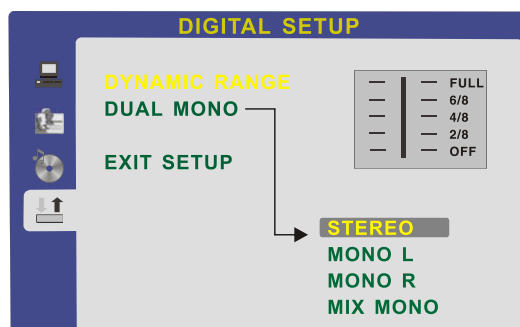 DIGITAL SETUP
DYNAMIC RANGE
DUAL MONO
EXIT SETUP
FULL
6/8
4/8
2/8
OFF
STEREO
MONO L
MONO R
MIX MONO